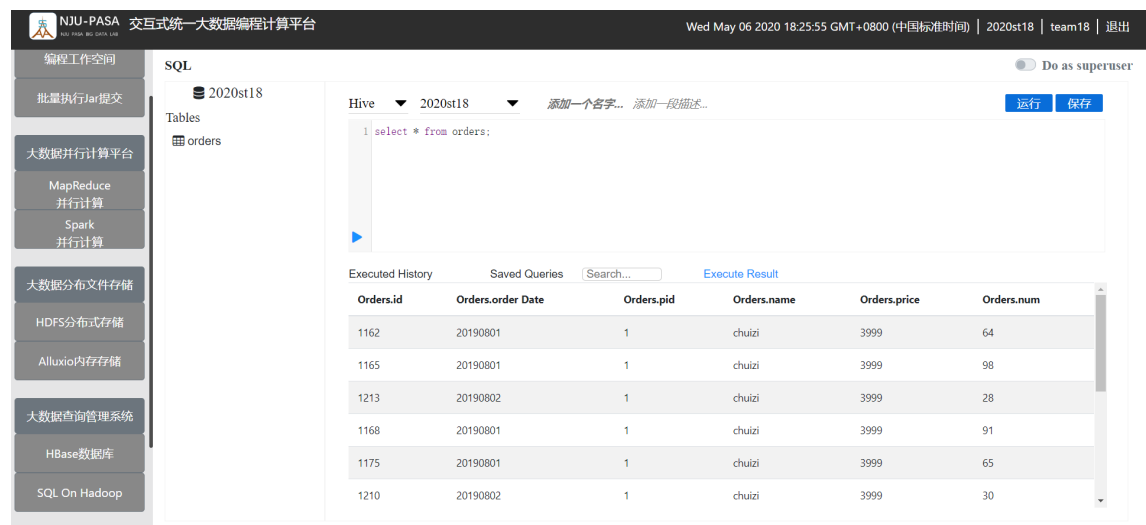 NJU-PASA 交互式统一大数据编程计算平台
NJU PASA BIG DATA LAB
Wed May 06 2020 18:25:55 GMT+0800 (中国标准时间) | 2020st18 | team18 | 退出
编程工作空间
批量执行Jar提交
大数据并行计算平台
MapReduce
并行计算
Spark
并行计算
大数据分布文件存储
HDFS分布式存储
Alluxio内存存储
大数据查询管理系统
HBase数据库
SQL On Hadoop
SQL
Do as superuser
2020st18
Tables
orders
Hive 2020st18 添加一个名字... 添加一段描述...
运行 保存
1 select * from orders;
Executed History Saved Queries Search... Execute Result
Orders.id Orders.order Date Orders.pid Orders.name Orders.price Orders.num
1162 20190801 1 chuizi 3999 64
1165 20190801 1 chuizi 3999 98
1213 20190802 1 chuizi 3999 28
1168 20190801 1 chuizi 3999 91
1175 20190801 1 chuizi 3999 65
1210 20190802 1 chuizi 3999 30